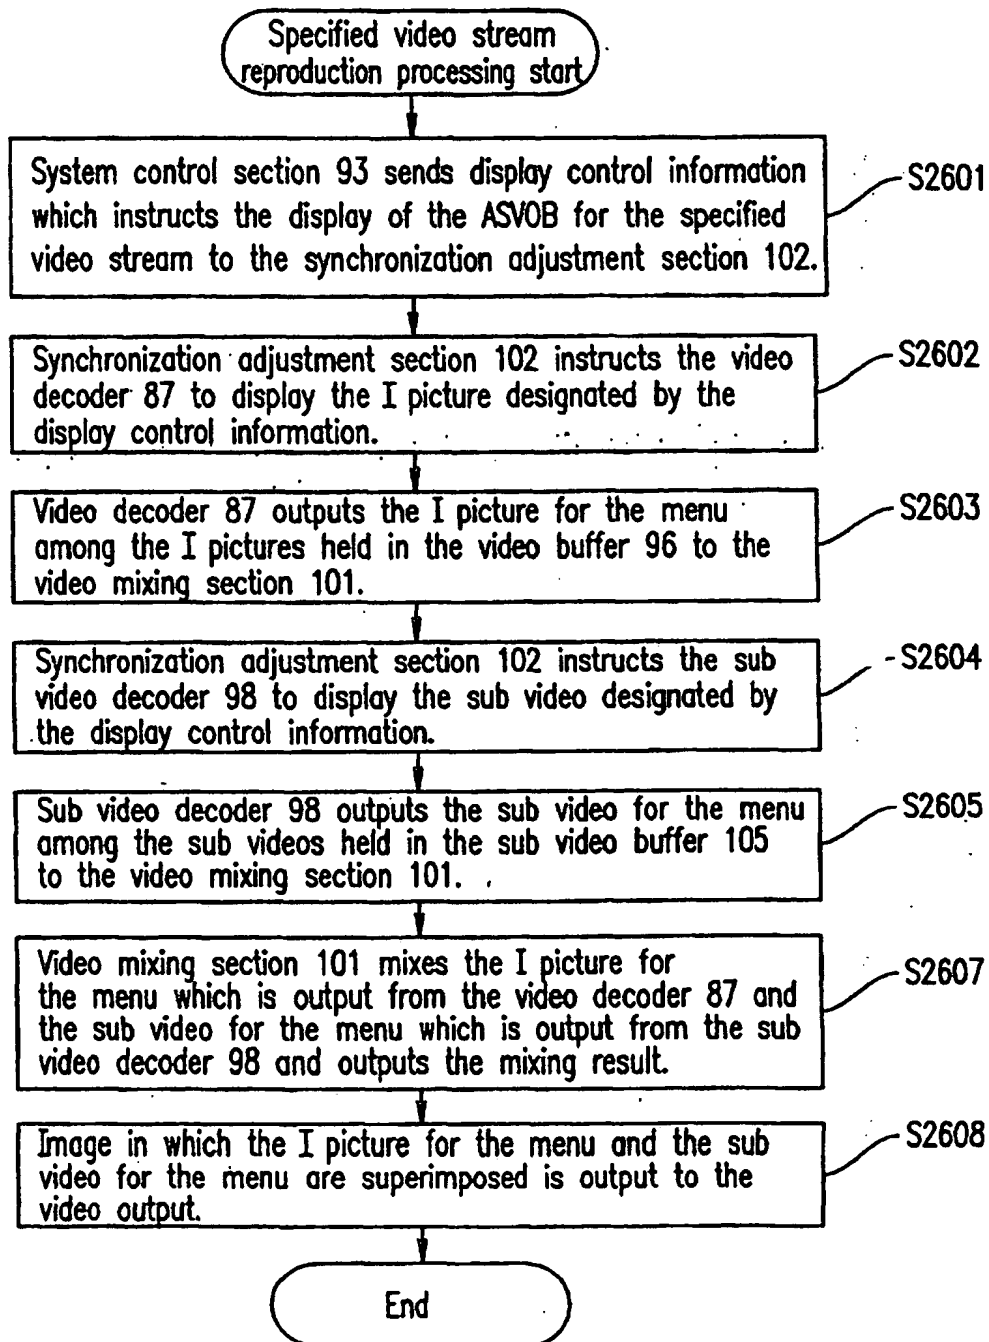 Specified video stream
reproduction processing start
System control section 93 sends display control information
which instructs the display of the ASVOB for the specified
video stream to the synchronization adjustment section 102.
S2601
Synchronization adjustment section 102 instructs the video
decoder 87 to display the I picture designated by the
display control information.
S2602
Video decoder 87 outputs the I picture for the menu
among the I pictures held in the video buffer 96 to the
video mixing section 101.
S2603
Synchronization adjustment section 102 instructs the sub
video decoder 98 to display the sub video designated by
the display control information.
S2604
Sub video decoder 98 outputs the sub video for the menu
among the sub videos held in the sub video buffer 105
to the video mixing section 101.
S2605
Video mixing section 101 mixes the I picture for
the menu which is output from the video decoder 87 and
the sub video for the menu which is output from the sub
video decoder 98 and outputs the mixing result.
S2607
Image in which the I picture for the menu and the sub
video for the menu are superimposed is output to the
video output.
S2608
End